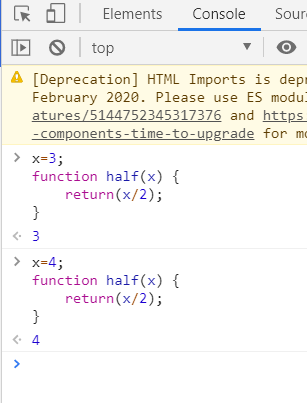 Elements Console Sourc
top
[Deprecation] HTML Imports is depr
February 2020. Please use ES modul
atures/5144752345317376 and https
-components-time-to-upgrade for mo
> x=3;
function half(x) {
    return(x/2);
}
<· 3
> x=4;
function half(x) {
    return(x/2);
}
<· 4
>